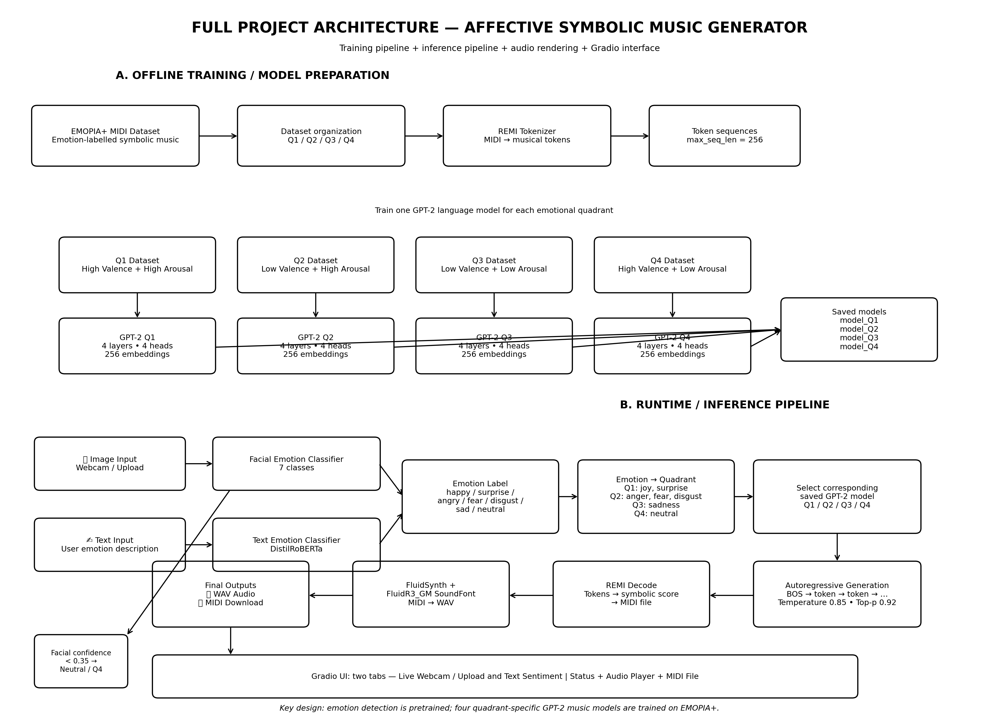 FULL PROJECT ARCHITECTURE — AFFECTIVE SYMBOLIC MUSIC GENERATOR
Training pipeline + inference pipeline + audio rendering + Gradio interface
A. OFFLINE TRAINING / MODEL PREPARATION
EMOPIA+ MIDI Dataset
Emotion-labelled symbolic music
Dataset organization
Q1 / Q2 / Q3 / Q4
REMI Tokenizer
MIDI → musical tokens
Token sequences
max_seq_len = 256
Train one GPT-2 language model for each emotional quadrant
Q1 Dataset
High Valence + High Arousal
Q2 Dataset
Low Valence + High Arousal
Q3 Dataset
Low Valence + Low Arousal
Q4 Dataset
High Valence + Low Arousal
GPT-2 Q1
4 layers • 4 heads
256 embeddings
GPT-2 Q2
4 layers • 4 heads
256 embeddings
GPT-2 Q3
4 layers • 4 heads
256 embeddings
GPT-2 Q4
4 layers • 4 heads
256 embeddings
Saved models
model_Q1
model_Q2
model_Q3
model_Q4
B. RUNTIME / INFERENCE PIPELINE
Image Input
Webcam / Upload
Facial Emotion Classifier
7 classes
Emotion Label
happy / surprise /
angry / fear / disgust /
sad / neutral
Emotion → Quadrant
Q1: joy, surprise
Q2: anger, fear, disgust
Q3: sadness
Q4: neutral
Select corresponding
saved GPT-2 model
Q1 / Q2 / Q3 / Q4
✍ Text Input
User emotion description
Text Emotion Classifier
DistilRoBERTa
Final Outputs
WAV Audio
MIDI Download
FluidSynth +
FluidR3_GM SoundFont
MIDI → WAV
REMI Decode
Tokens → symbolic score
→ MIDI file
Autoregressive Generation
BOS → token → token → ...
Temperature 0.85 • Top-p 0.92
Facial confidence
< 0.35 →
Neutral / Q4
Gradio UI: two tabs — Live Webcam / Upload and Text Sentiment | Status + Audio Player + MIDI File
Key design: emotion detection is pretrained; four quadrant-specific GPT-2 music models are trained on EMOPIA+.